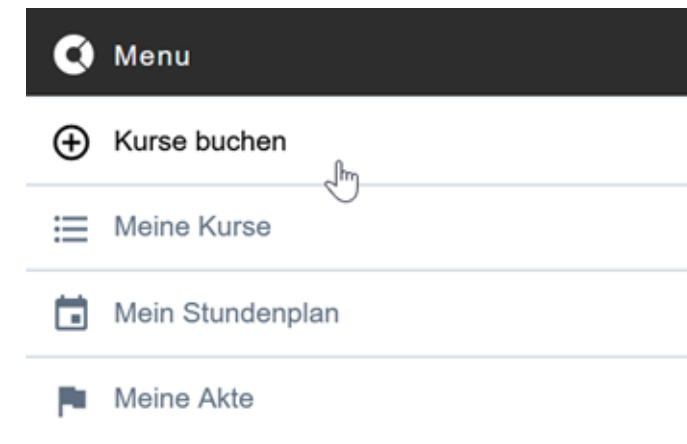 Menu
Kurse buchen
Meine Kurse
Mein Stundenplan
Meine Akte